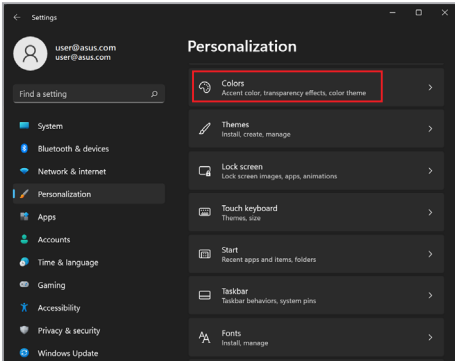 Settings
user@asus.com
user@asus.com
Find a setting
System
Bluetooth & devices
Network & internet
Personalization
Apps
Accounts
Time & language
Gaming
Accessibility
Privacy & security
Windows Update
Personalization
Colors
Accent color, transparency effects, color theme
Themes
Install, create, manage
Lock screen
Lock screen images, apps, animations
Touch keyboard
Themes, size
Start
Recent apps and items, folders
Taskbar
Taskbar behaviors, system pins
Fonts
Install, manage